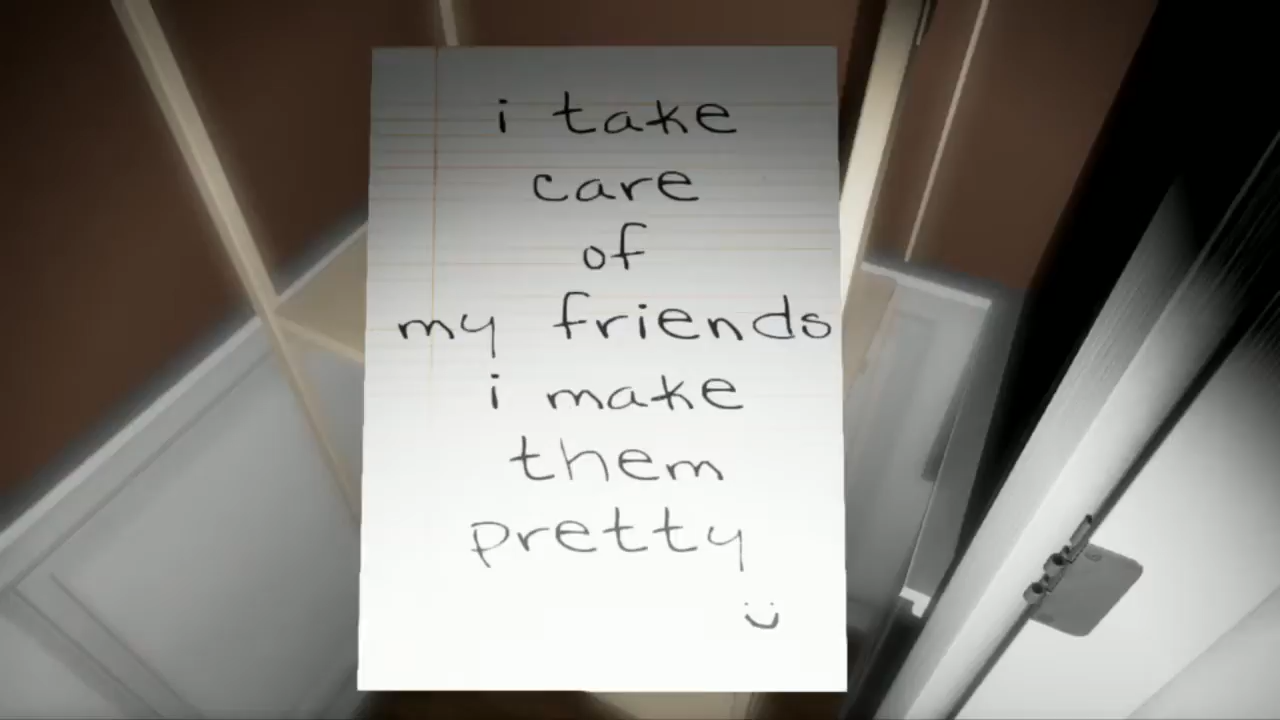 i take
care
of
my friends
i make
them
pretty
:)